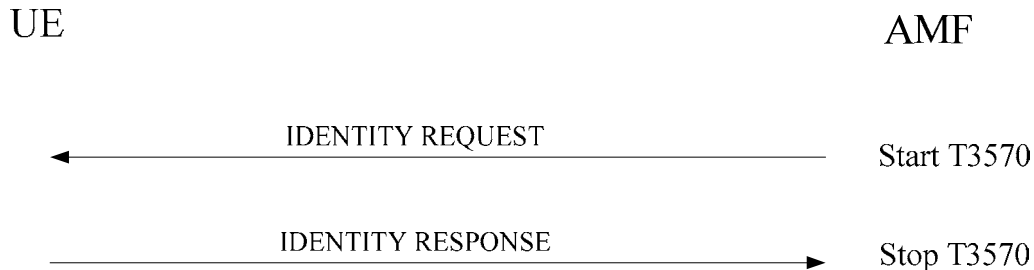 UE
AMF
IDENTITY REQUEST
Start T3570
IDENTITY RESPONSE
Stop T3570